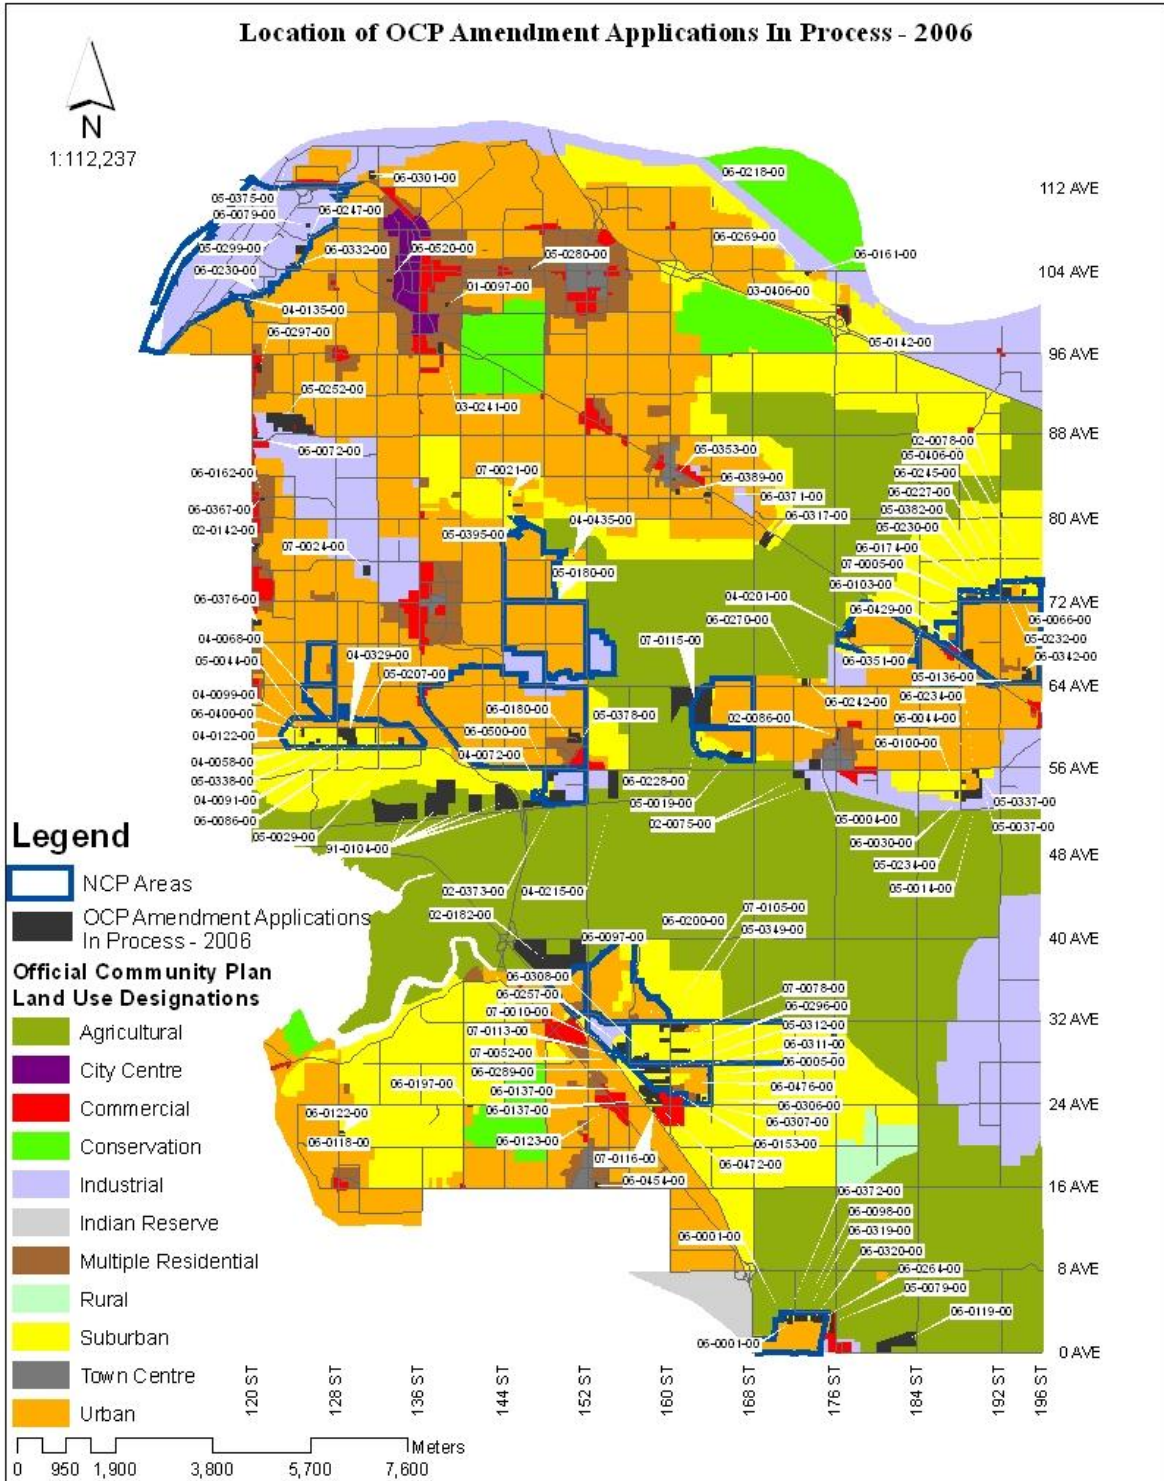 Location of OCP Amendment Applications In Process - 2006
N
1:112,237
06-0218-00
06-0301-00
112 AVE
05-0375-00
06-0247-00
06-0079-00
06-0269-00
05-0299-00
06-0332-00
06-0520-00
05-0280-00
06-0161-00
06-0230-00
104 AVE
01-0097-00
03-0406-00
04-0135-00
06-0297-00
05-0142-00
96 AVE
05-0252-00
03-0241-00
88 AVE
02-0078-00
06-0072-00
05-0353-00
05-0406-00
06-0162-00
07-0021-00
06-0389-00
06-0245-00
06-0371-00
06-0227-00
06-0367-00
05-0382-00
06-0317-00
02-0142-00
05-0395-00
04-0435-00
05-0230-00
80 AVE
07-0024-00
06-0174-00
05-0180-00
07-0005-00
06-0103-00
06-0376-00
04-0201-00
06-0429-00
72 AVE
06-0270-00
06-0066-00
04-0068-00
07-0115-00
05-0232-00
05-0044-00
04-0329-00
06-0351-00
06-0342-00
05-0207-00
05-0136-00
64 AVE
04-0099-00
06-0242-00
06-0234-00
06-0400-00
06-0180-00
05-0378-00
02-0086-00
06-0044-00
04-0122-00
06-0500-00
06-0100-00
04-0058-00
04-0072-00
56 AVE
05-0338-00
06-0228-00
04-0091-00
05-0019-00
05-0337-00
06-0086-00
02-0075-00
05-0004-00
05-0037-00
05-0029-00
06-0030-00
91-0104-00
05-0234-00
48 AVE
05-0014-00
02-0373-00
04-0215-00
02-0182-00
07-0105-00
06-0200-00
05-0349-00
06-0097-00
40 AVE
06-0308-00
06-0257-00
07-0078-00
07-0010-00
06-0296-00
32 AVE
07-0113-00
05-0312-00
07-0052-00
06-0311-00
06-0289-00
06-0005-00
06-0197-00
06-0137-00
06-0476-00
06-0137-00
06-0306-00
24 AVE
06-0122-00
06-0307-00
06-0118-00
06-0123-00
06-0153-00
07-0116-00
06-0472-00
06-0454-00
16 AVE
06-0372-00
06-0098-00
06-0001-00
06-0319-00
06-0320-00
06-0264-00
8 AVE
05-0079-00
06-0119-00
06-0001-00
0 AVE
120 ST
128 ST
136 ST
144 ST
152 ST
160 ST
168 ST
176 ST
184 ST
192 ST
196 ST
Legend
NCP Areas
OCP Amendment Applications
In Process - 2006
Official Community Plan
Land Use Designations
Agricultural
City Centre
Commercial
Conservation
Industrial
Indian Reserve
Multiple Residential
Rural
Suburban
Town Centre
Urban
Meters
0 950 1,900 3,800 5,700 7,600